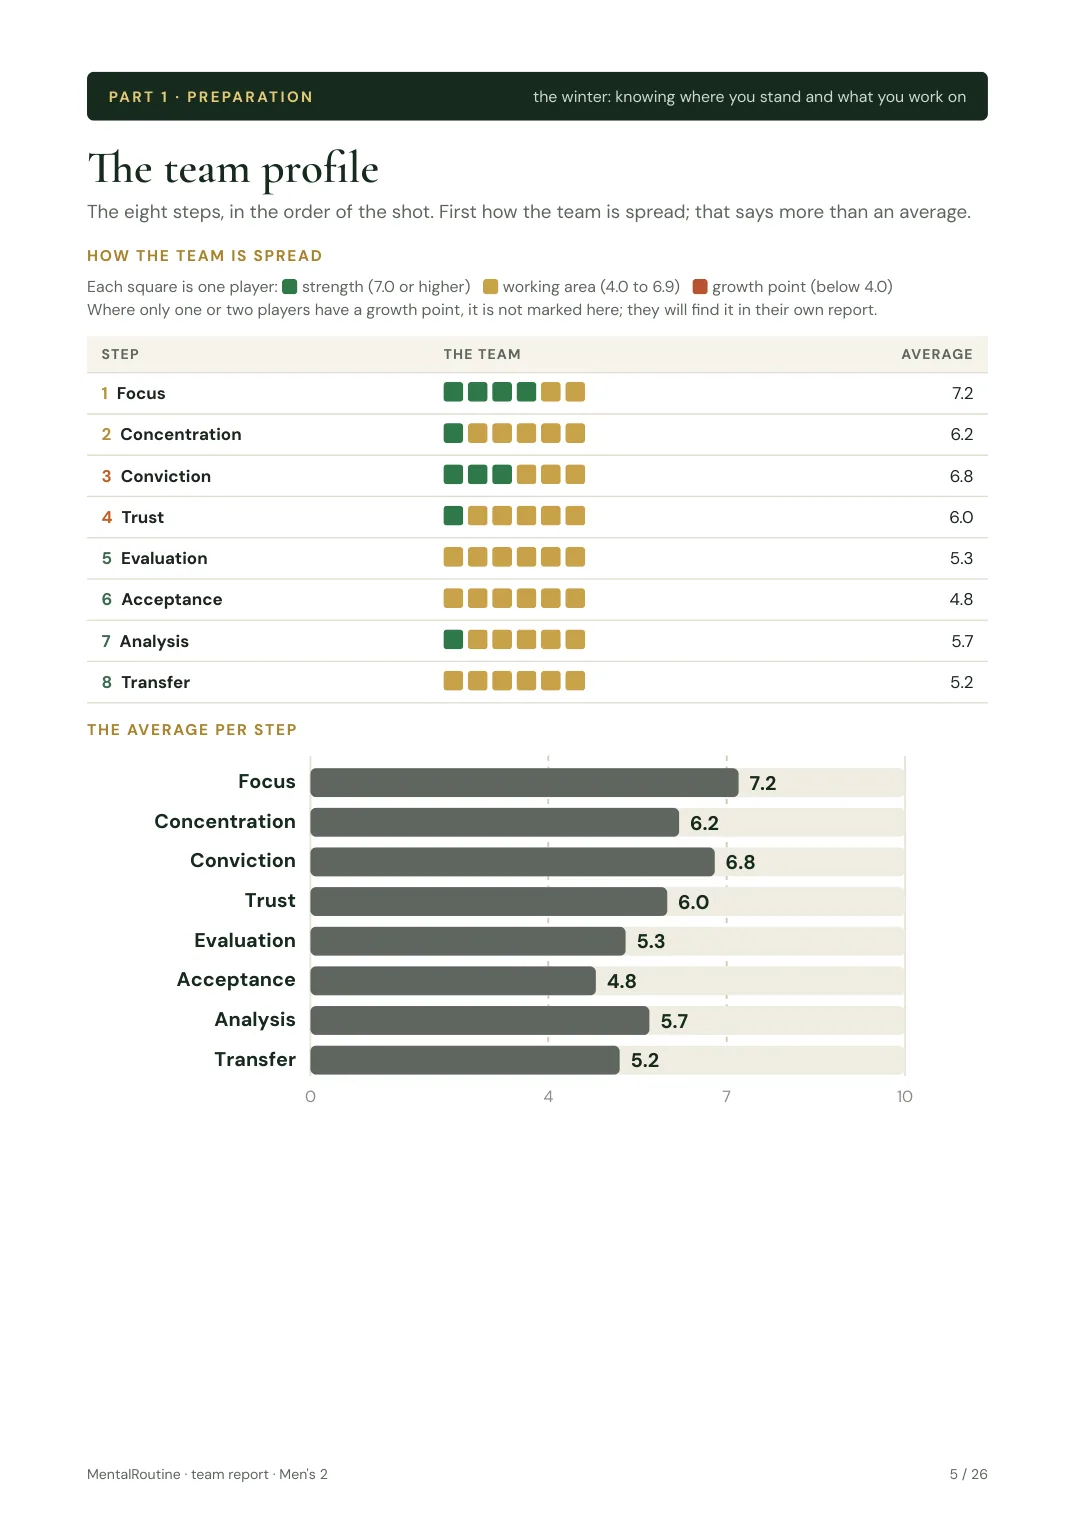 PART 1 · PREPARATION
the winter: knowing where you stand and what you work on
The team profile
The eight steps, in the order of the shot. First how the team is spread; that says more than an average.
HOW THE TEAM IS SPREAD
Each square is one player: strength (7.0 or higher) working area (4.0 to 6.9) growth point (below 4.0)
Where only one or two players have a growth point, it is not marked here; they will find it in their own report.
STEP THE TEAM AVERAGE
1 Focus 7.2
2 Concentration 6.2
3 Conviction 6.8
4 Trust 6.0
5 Evaluation 5.3
6 Acceptance 4.8
7 Analysis 5.7
8 Transfer 5.2
THE AVERAGE PER STEP
Focus 7.2
Concentration 6.2
Conviction 6.8
Trust 6.0
Evaluation 5.3
Acceptance 4.8
Analysis 5.7
Transfer 5.2
0 4 7 10
MentalRoutine · team report · Men's 2
5 / 26